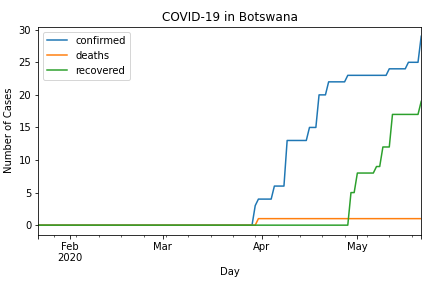 COVID-19 in Botswana
confirmed
deaths
recovered
Number of Cases
30
25
20
15
10
5
0
Feb
2020
Mar
Apr
May
Day